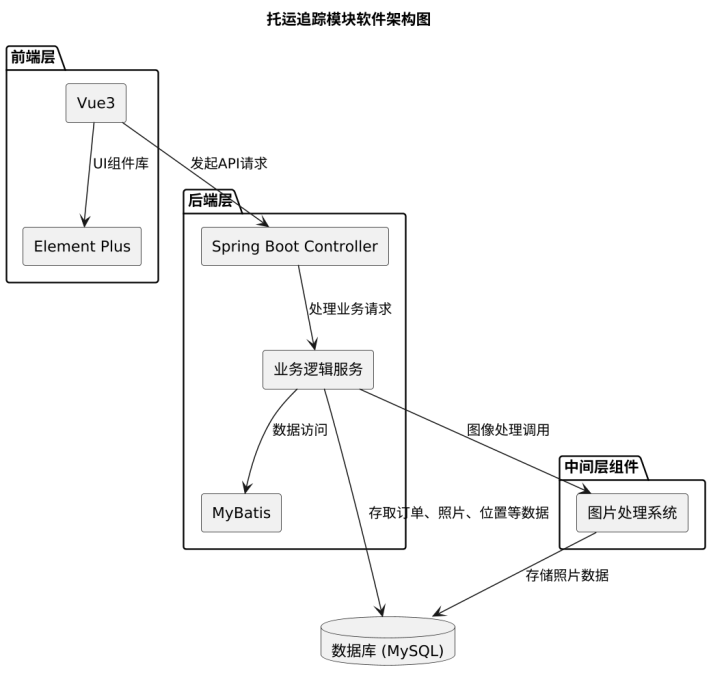 托运追踪模块软件架构图
前端层
Vue3
UI组件库
发起API请求
Element Plus
后端层
Spring Boot Controller
处理业务请求
业务逻辑服务
数据访问
图像处理调用
中间层组件
MyBatis
存取订单、照片、位置等数据
图片处理系统
存储照片数据
数据库 (MySQL)